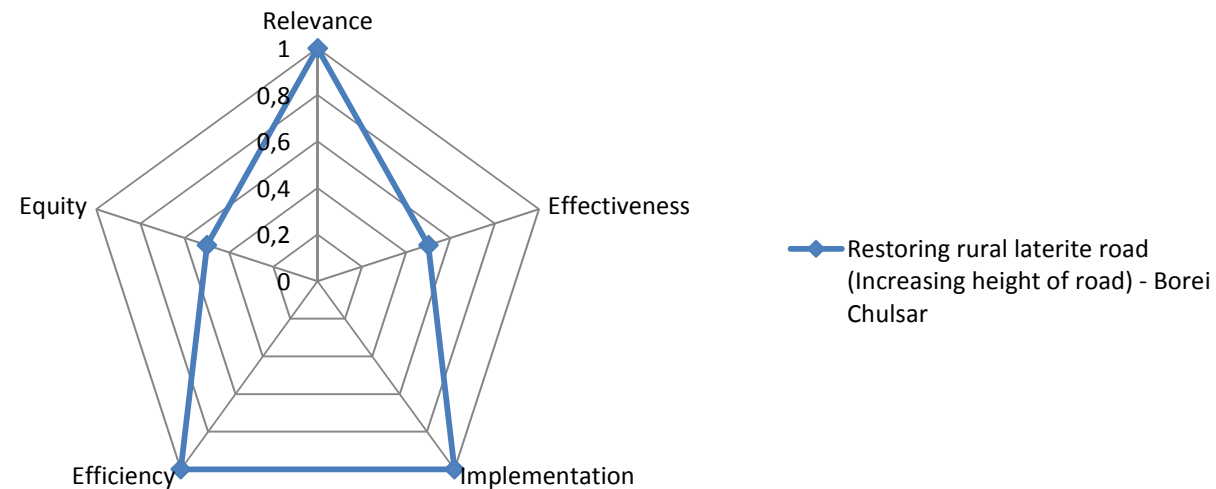 Relevance
1
0,8
0,6
0,4
0,2
0
Equity
Effectiveness
Efficiency
Implementation
Restoring rural laterite road
(Increasing height of road) - Borei
Chulsar